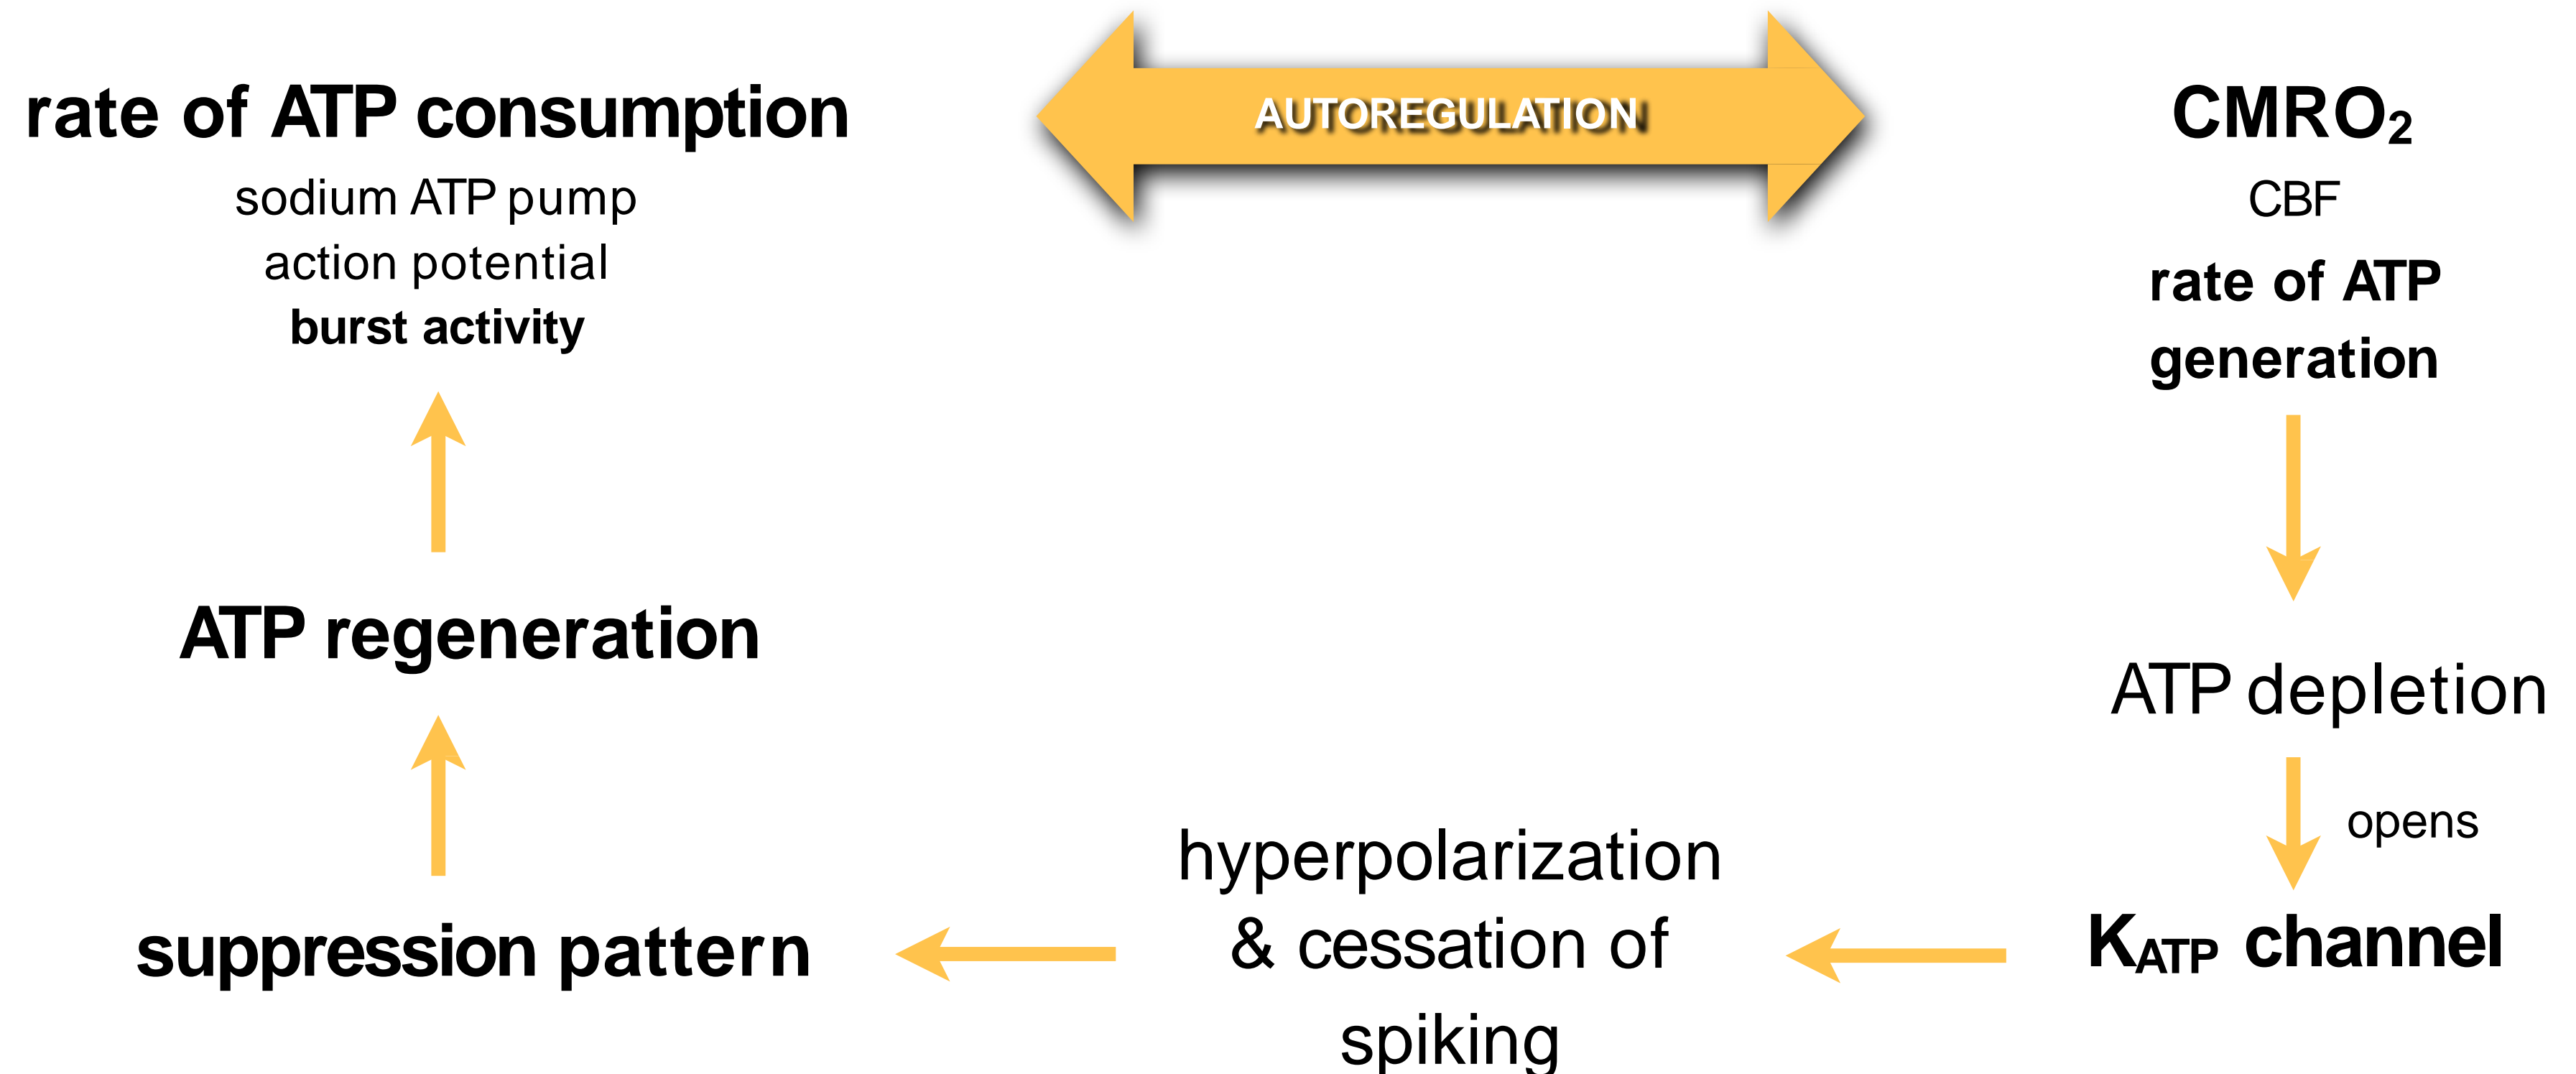 rate of ATP consumption
sodium ATP pump
action potential
burst activity
AUTOREGULATION
CMRO₂
CBF
rate of ATP
generation
ATP depletion
opens
K_ATP channel
hyperpolarization
& cessation of
spiking
suppression pattern
ATP regeneration